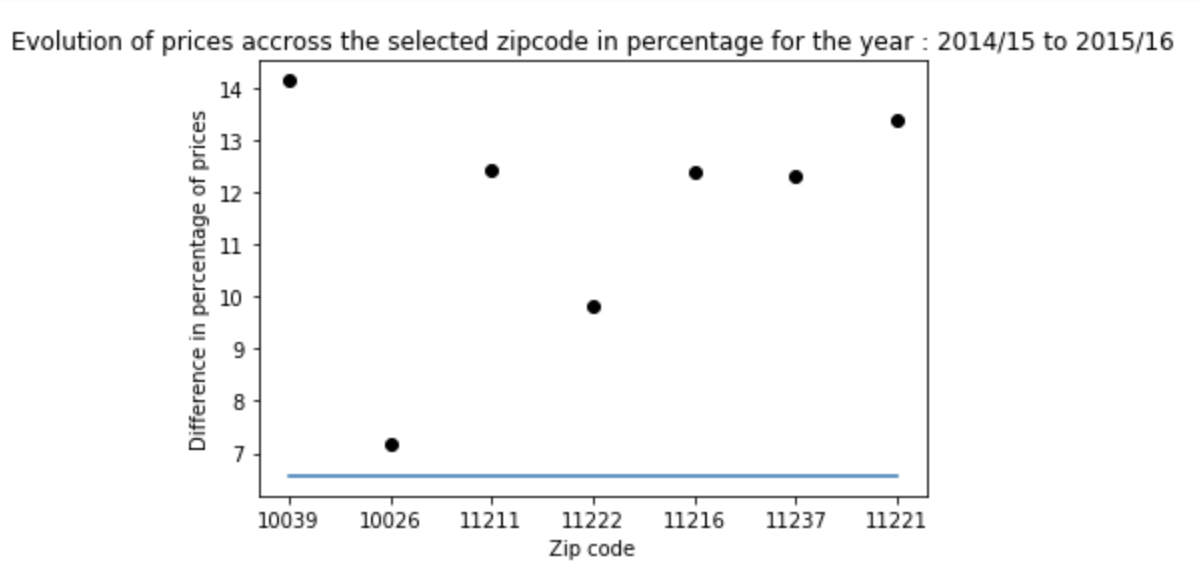 Evolution of prices accross the selected zipcode in percentage for the year : 2014/15 to 2015/16
Difference in percentage of prices
14
13
12
11
10
9
8
7
10039 10026 11211 11222 11216 11237 11221
Zip code